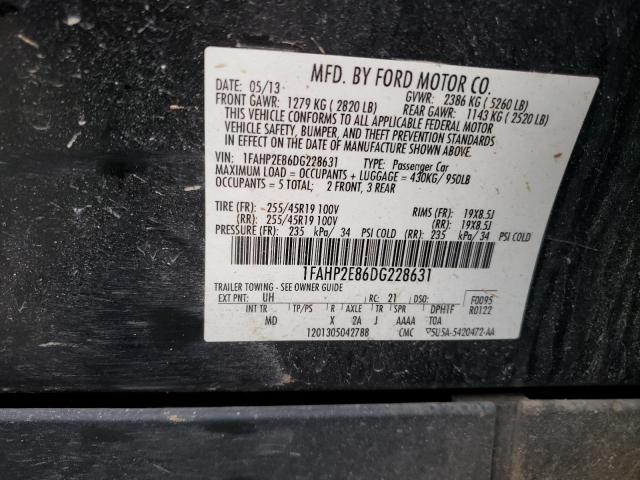 MFD. BY FORD MOTOR CO.
DATE: 05/13 GVWR: 2386 KG ( 5260 LB)
FRONT GAWR: 1279 KG ( 2820 LB) REAR GAWR: 1143 KG ( 2520 LB)
THIS VEHICLE CONFORMS TO ALL APPLICABLE FEDERAL MOTOR
VEHICLE SAFETY, BUMPER, AND THEFT PREVENTION STANDARDS
IN EFFECT ON THE DATE OF MANUFACTURE SHOWN ABOVE.
VIN: 1FAHP2E86DG228631 TYPE: Passenger Car
MAXIMUM LOAD = OCCUPANTS + LUGGAGE = 430KG/ 950LB
OCCUPANTS = 5 TOTAL: 2 FRONT, 3 REAR
TIRE (FR): 255/45R19 100V RIMS (FR): 19X8.5J
(RR): 255/45R19 100V (RR): 19X8.5J
PRESSURE (FR): 235 kPa/ 34 PSI COLD (RR): 235 kPa/ 34 PSI COLD
1FAHP2E86DG228631
TRAILER TOWING - SEE OWNER GUIDE
EXT PNT: UH RC: 21 DSO: F0095
INT TR TP/PS R AXLE TR SPR DPHTF R0122
MD X 2A J AAAA TOA
1201305042788 CMC 5U5A-5420472-AA